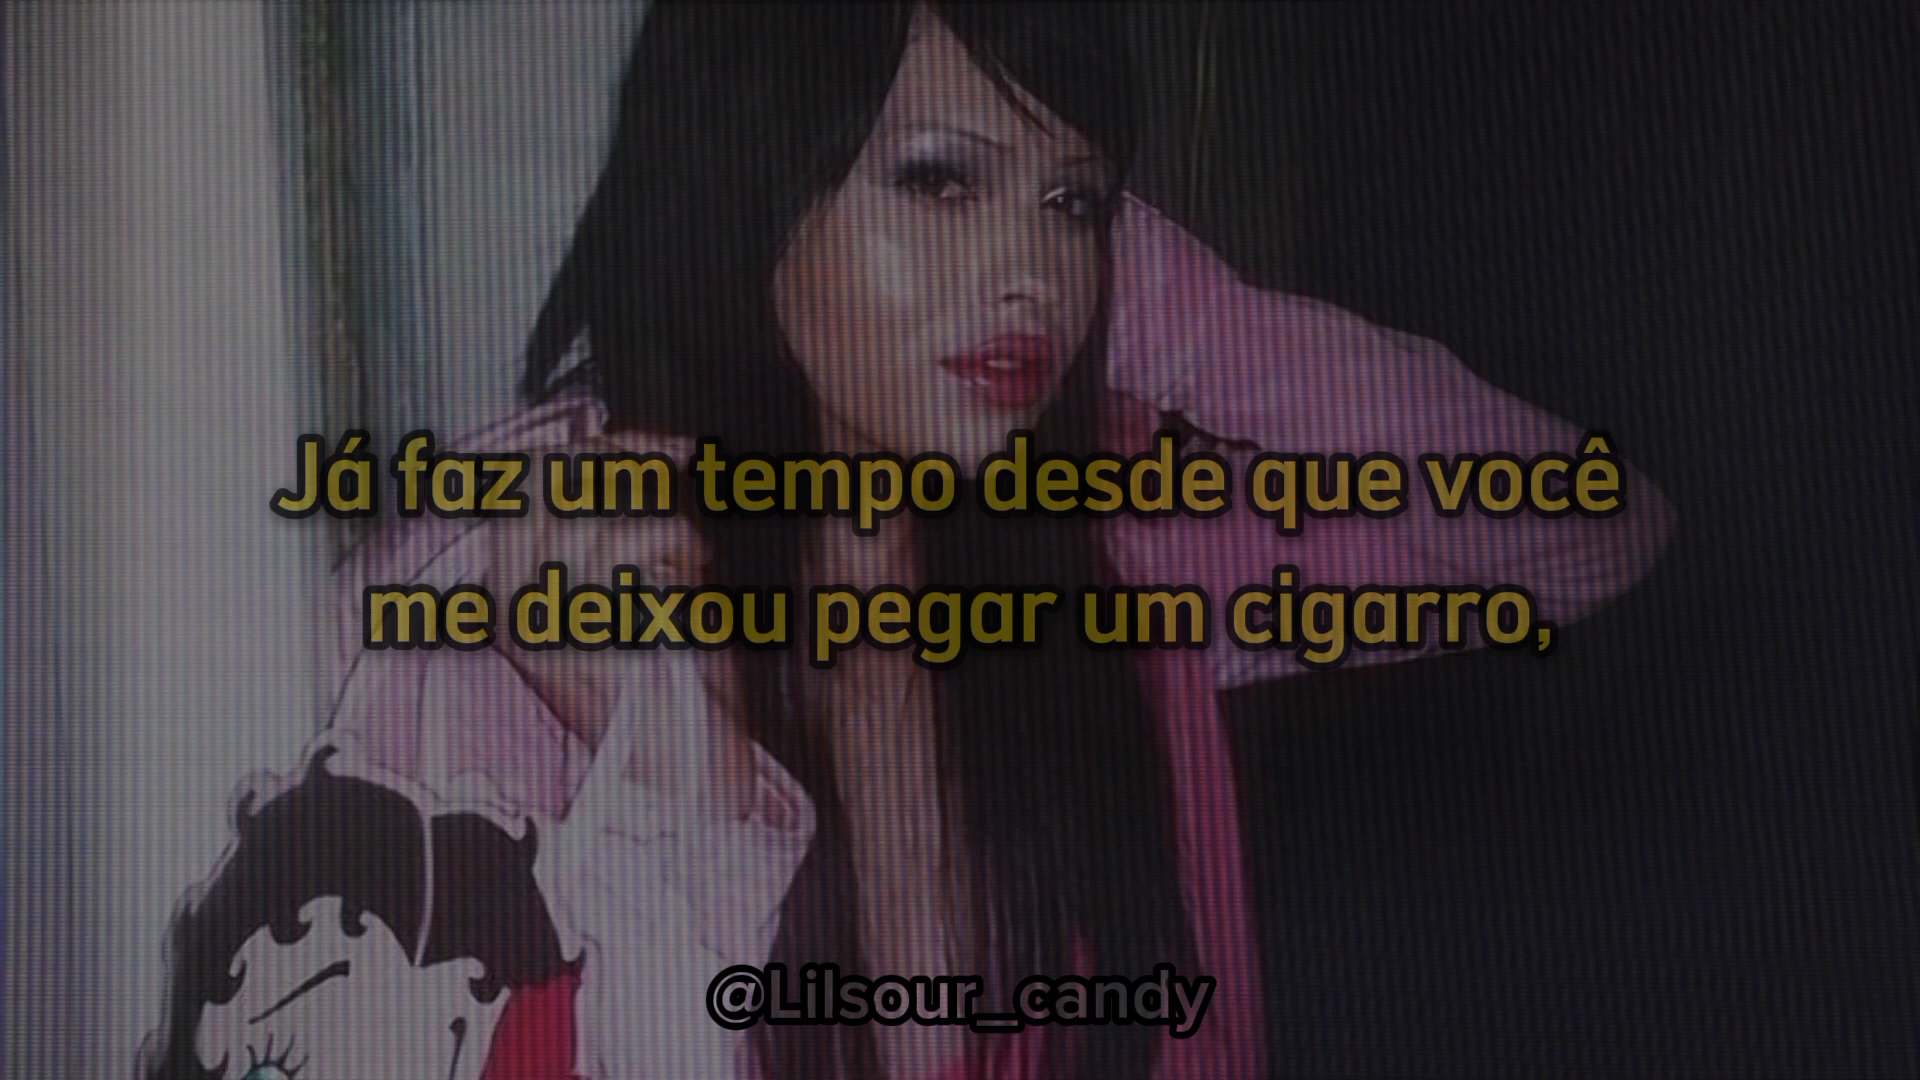 Já faz um tempo desde que você
me deixou pegar um cigarro,
@Lilsour_candy